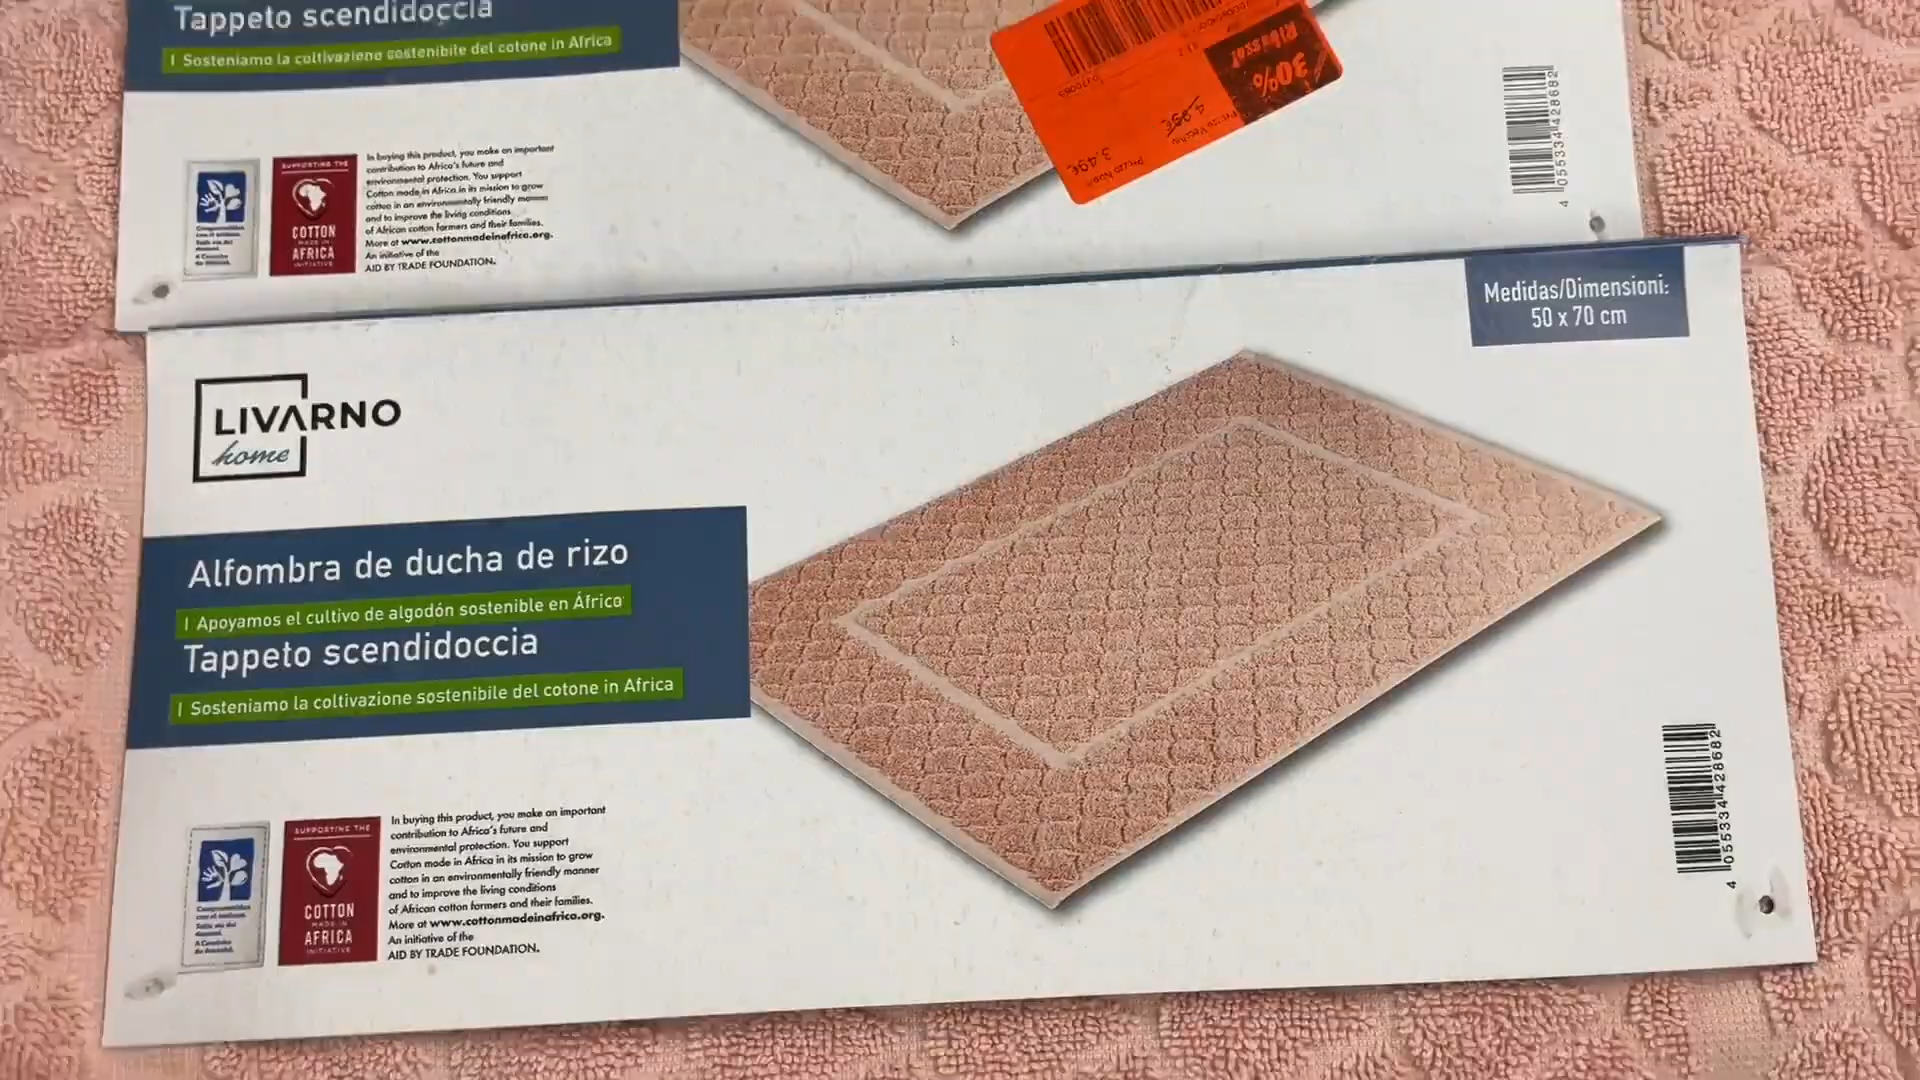 Tappeto scendidoccia
| Sosteniamo la coltivazione sostenibile del cotone in Africa
SUPPORTING THE
COTTON
MADE IN
AFRICA
INITIATIVE
In buying this product, you make an important
contribution to Africa's future and
environmental protection. You support
Cotton made in Africa in its mission to grow
cotton in an environmentally friendly manner
and to improve the living conditions
of African cotton farmers and their families.
More at www.cottonmadeinafrica.org.
An initiative of the
AID BY TRADE FOUNDATION.
30%
Ribasso!
Prezzo Vecchio
4.99€
Prezzo Nuovo
3.49€
4 055334 428682
Medidas/Dimensioni:
50 x 70 cm
LIVARNO
home
Alfombra de ducha de rizo
| Apoyamos el cultivo de algodón sostenible en África
Tappeto scendidoccia
| Sosteniamo la coltivazione sostenibile del cotone in Africa
SUPPORTING THE
COTTON
MADE IN
AFRICA
INITIATIVE
In buying this product, you make an important
contribution to Africa's future and
environmental protection. You support
Cotton made in Africa in its mission to grow
cotton in an environmentally friendly manner
and to improve the living conditions
of African cotton farmers and their families.
More at www.cottonmadeinafrica.org.
An initiative of the
AID BY TRADE FOUNDATION.
4 055334 428682